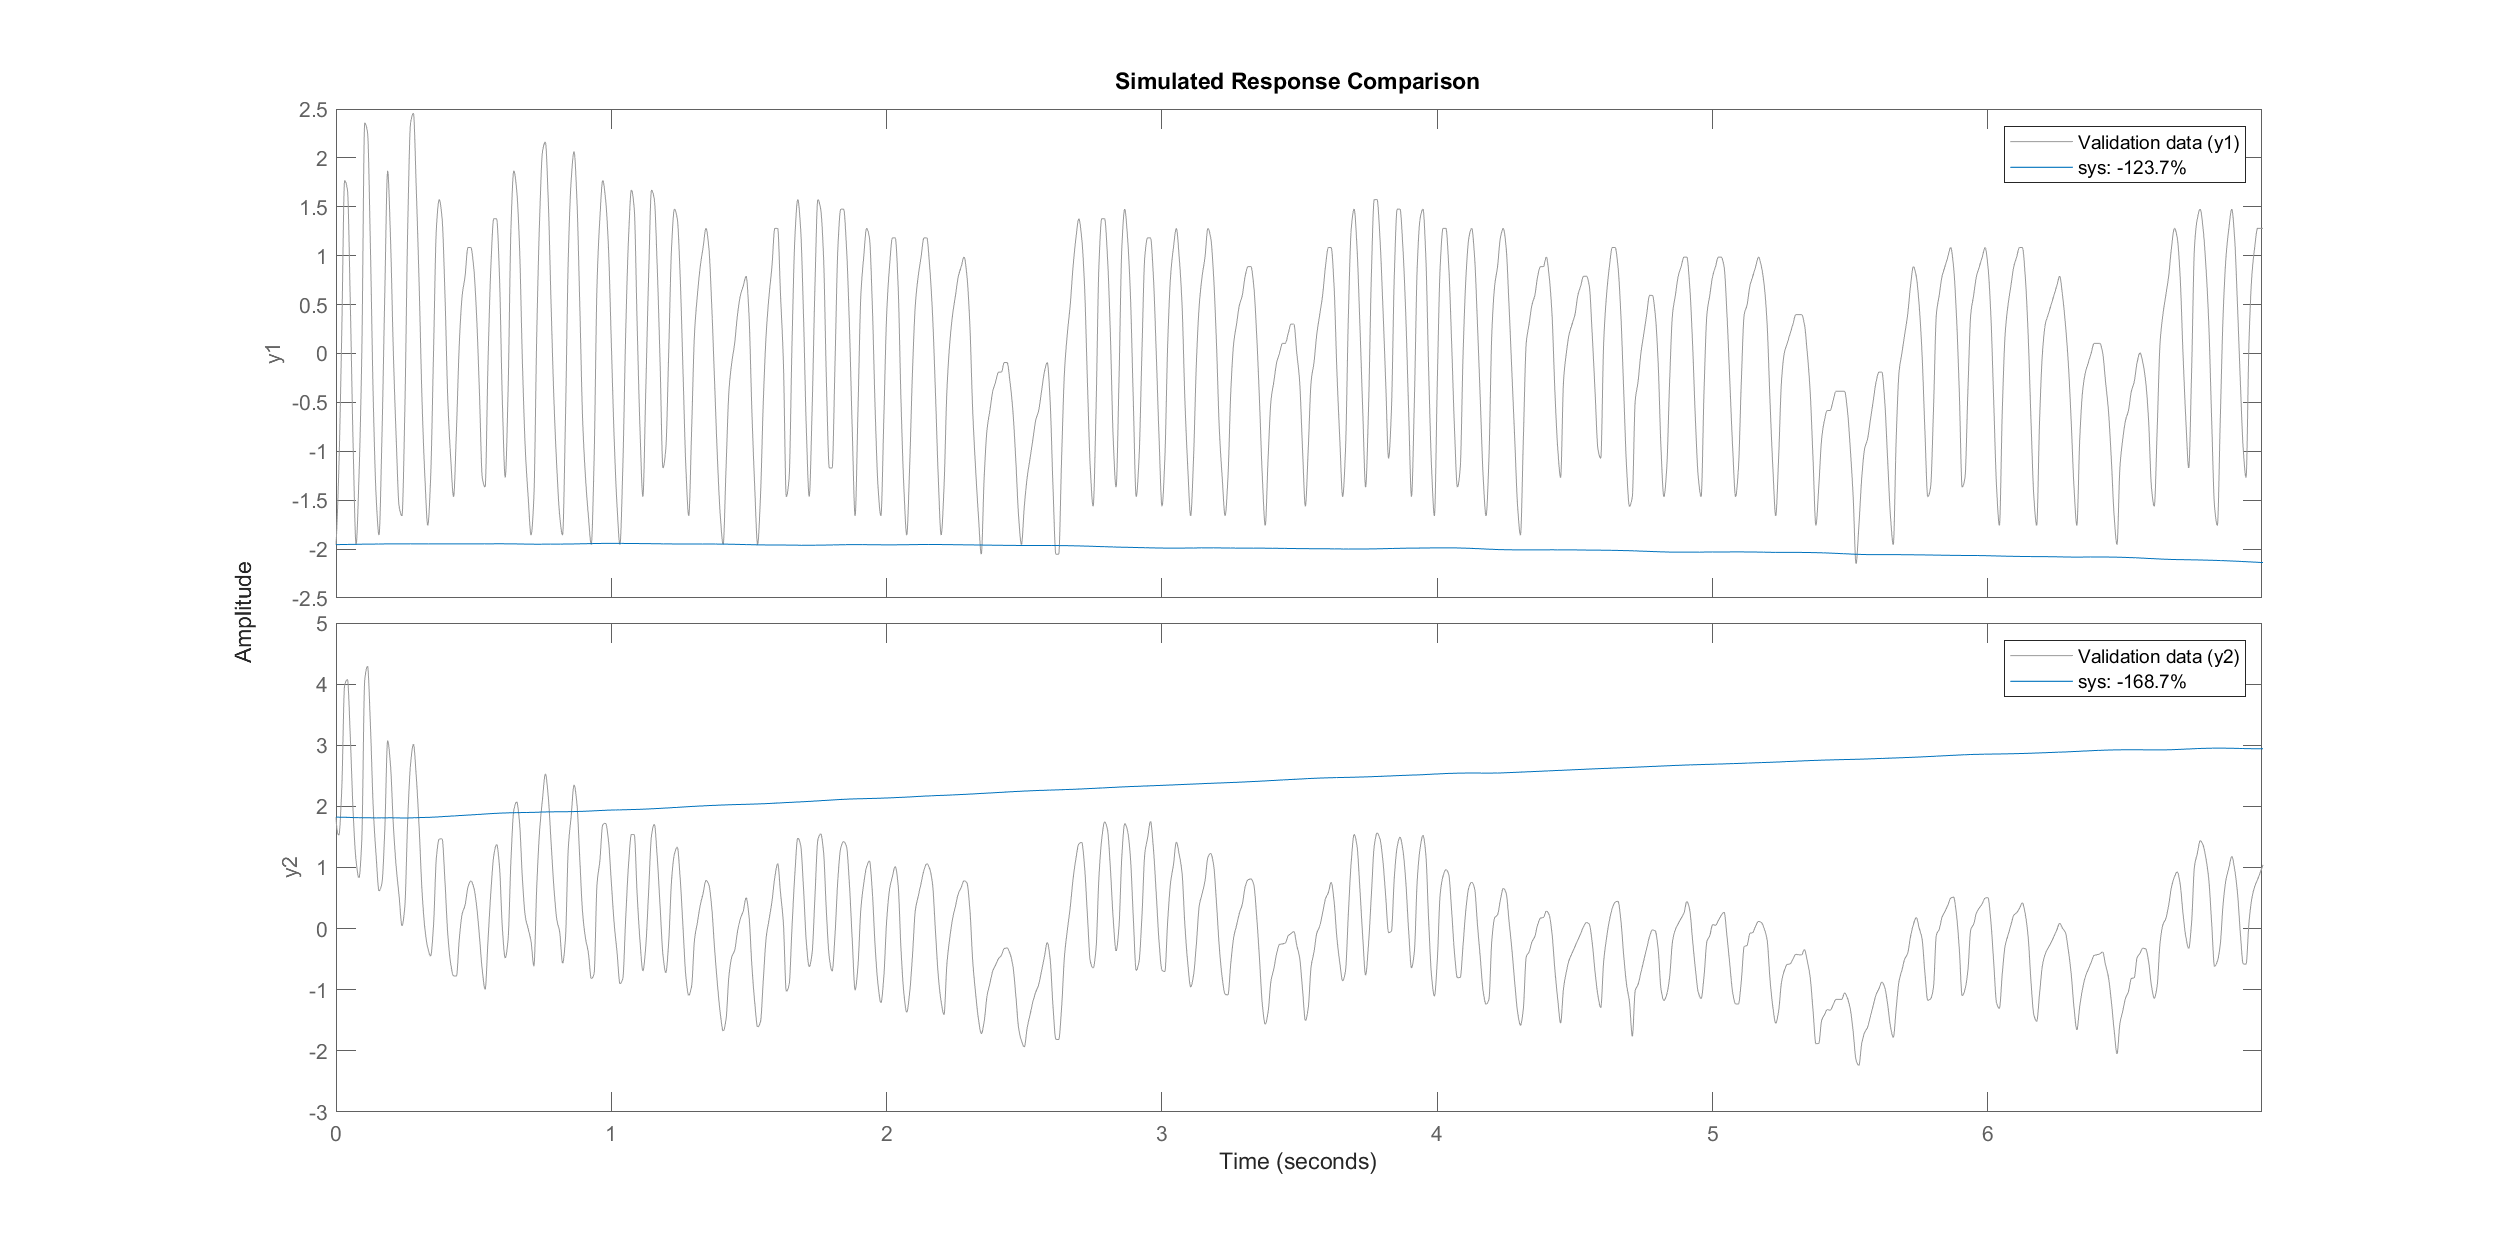 Simulated Response Comparison
2.5
2
1.5
1
0.5
0
-0.5
-1
-1.5
-2
-2.5
y1
Validation data (y1)
sys: -123.7%
Amplitude
5
4
3
2
1
0
-1
-2
-3
y2
Validation data (y2)
sys: -168.7%
0 1 2 3 4 5 6
Time (seconds)